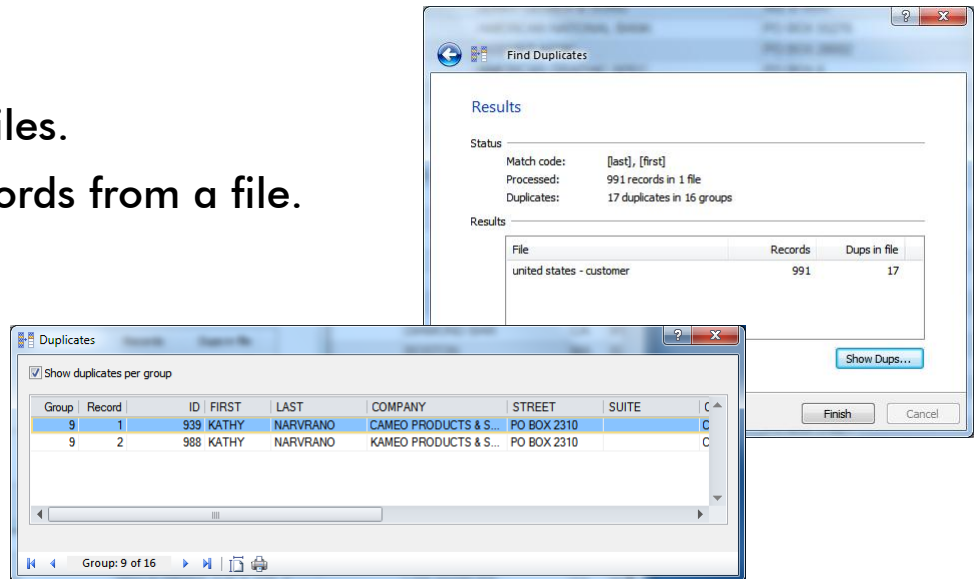 iles.
ords from a file.
Find Duplicates
Results
Status
Match code: [last], [first]
Processed: 991 records in 1 file
Duplicates: 17 duplicates in 16 groups
Results
File Records Dups in file
united states - customer 991 17
Show Dups...
Finish Cancel
Duplicates
Show duplicates per group
Group Record ID FIRST LAST COMPANY STREET SUITE
9 1 939 KATHY NARVRANO CAMEO PRODUCTS & S... PO BOX 2310 C
9 2 988 KATHY NARVRANO KAMEO PRODUCTS & S... PO BOX 2310 C
Group: 9 of 16